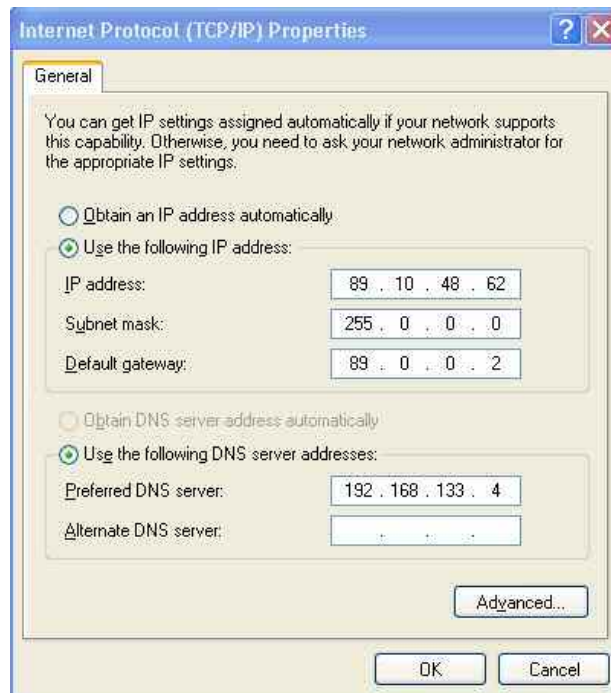 Internet Protocol (TCP/IP) Properties
General
You can get IP settings assigned automatically if your network supports
this capability. Otherwise, you need to ask your network administrator for
the appropriate IP settings.
Obtain an IP address automatically
Use the following IP address:
IP address: 89 . 10 . 48 . 62
Subnet mask: 255 . 0 . 0 . 0
Default gateway: 89 . 0 . 0 . 2
Obtain DNS server address automatically
Use the following DNS server addresses:
Preferred DNS server: 192 . 168 . 133 . 4
Alternate DNS server: . . .
Advanced...
OK Cancel